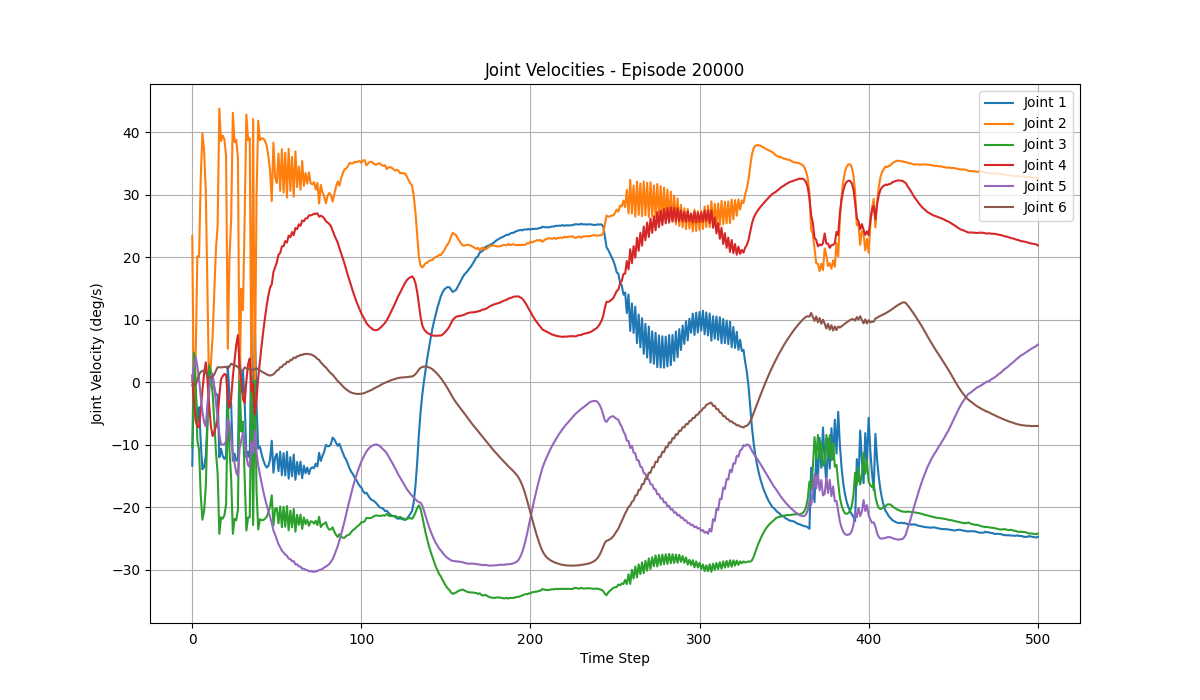 Joint Velocities - Episode 20000
Joint Velocity (deg/s)
40
30
20
10
0
−10
−20
−30
0
100
200
300
400
500
Time Step
Joint 1
Joint 2
Joint 3
Joint 4
Joint 5
Joint 6